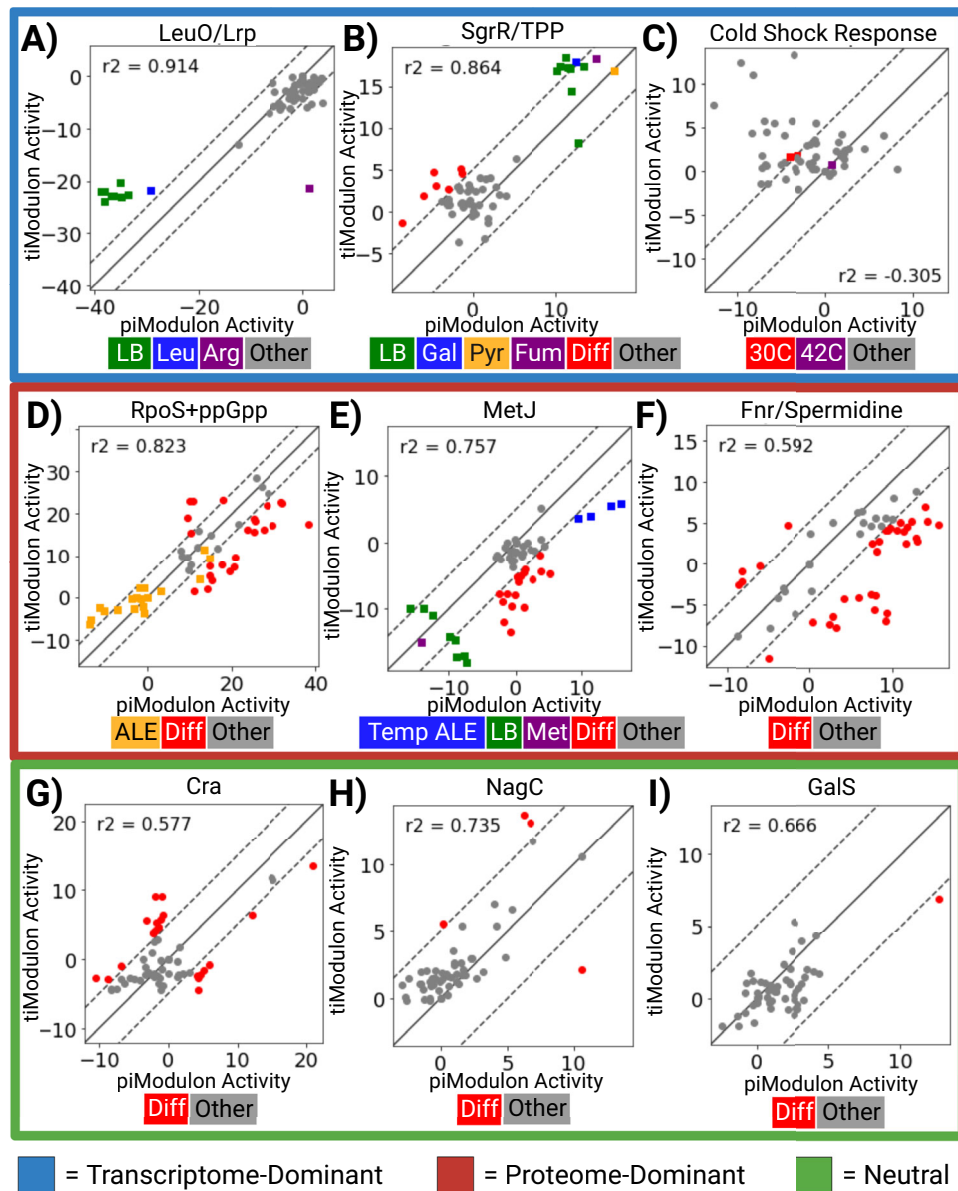 A) LeuO/Lrp
r2 = 0.914
tiModulon Activity
0
−10
−20
−30
−40
−40 −20 0
piModulon Activity
LB Leu Arg Other
B) SgrR/TPP
r2 = 0.864
tiModulon Activity
15
10
5
0
−5
0 10
piModulon Activity
LB Gal Pyr Fum Diff Other
C) Cold Shock Response
tiModulon Activity
10
5
0
−5
−10
r2 = -0.305
−10 0 10
piModulon Activity
30C 42C Other
D) RpoS+ppGpp
r2 = 0.823
tiModulon Activity
30
20
10
0
−10
0 20 40
piModulon Activity
ALE Diff Other
E) MetJ
r2 = 0.757
tiModulon Activity
10
0
−10
−10 0 10
piModulon Activity
Temp ALE LB Met Diff Other
F) Fnr/Spermidine
r2 = 0.592
tiModulon Activity
15
10
5
0
−5
−10
−10 0 10
piModulon Activity
Diff Other
G) Cra
r2 = 0.577
tiModulon Activity
20
10
0
−10
−10 0 10 20
piModulon Activity
Diff Other
H) NagC
r2 = 0.735
tiModulon Activity
10
5
0
0 5 10
piModulon Activity
Diff Other
I) GalS
r2 = 0.666
tiModulon Activity
10
5
0
0 5 10
piModulon Activity
Diff Other
= Transcriptome-Dominant
= Proteome-Dominant
= Neutral